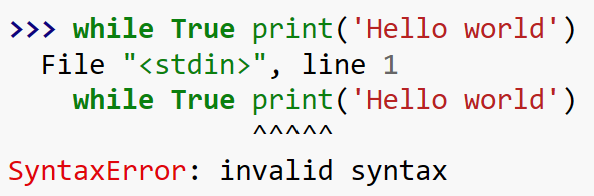 >>> while True print('Hello world')
  File "<stdin>", line 1
    while True print('Hello world')
               ^^^^^
SyntaxError: invalid syntax